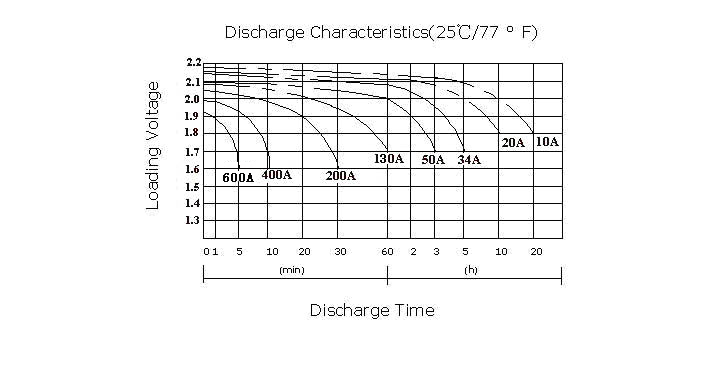 Discharge Characteristics(25℃/77 ° F)
Loading Voltage
2.2
2.1
2.0
1.9
1.8
1.7
1.6
1.5
1.4
1.3
600A 400A 200A 130A 50A 34A 20A 10A
0 1 5 10 20 30 60 2 3 5 10 20
(min) (h)
Discharge Time